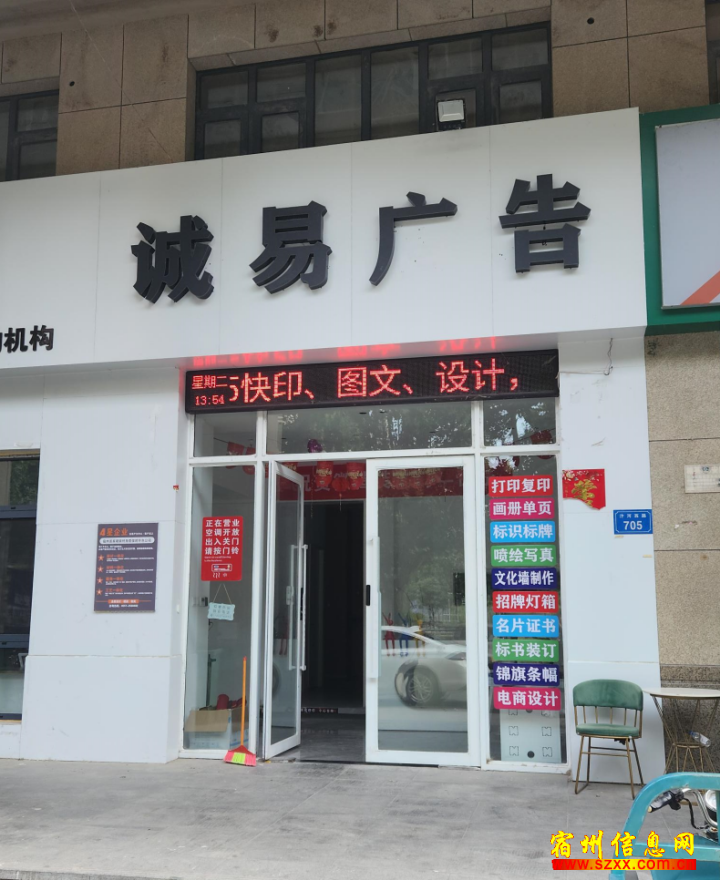 诚易广告
机构
星期二
13:54
快印、图文、设计，
打印复印
画册单页
标识标牌
喷绘写真
文化墙制作
招牌灯箱
名片证书
标书装订
锦旗条幅
电商设计
正在营业
空调开放
出入关门
请按门铃
705
宿州信息网
www.szxx.com.cn